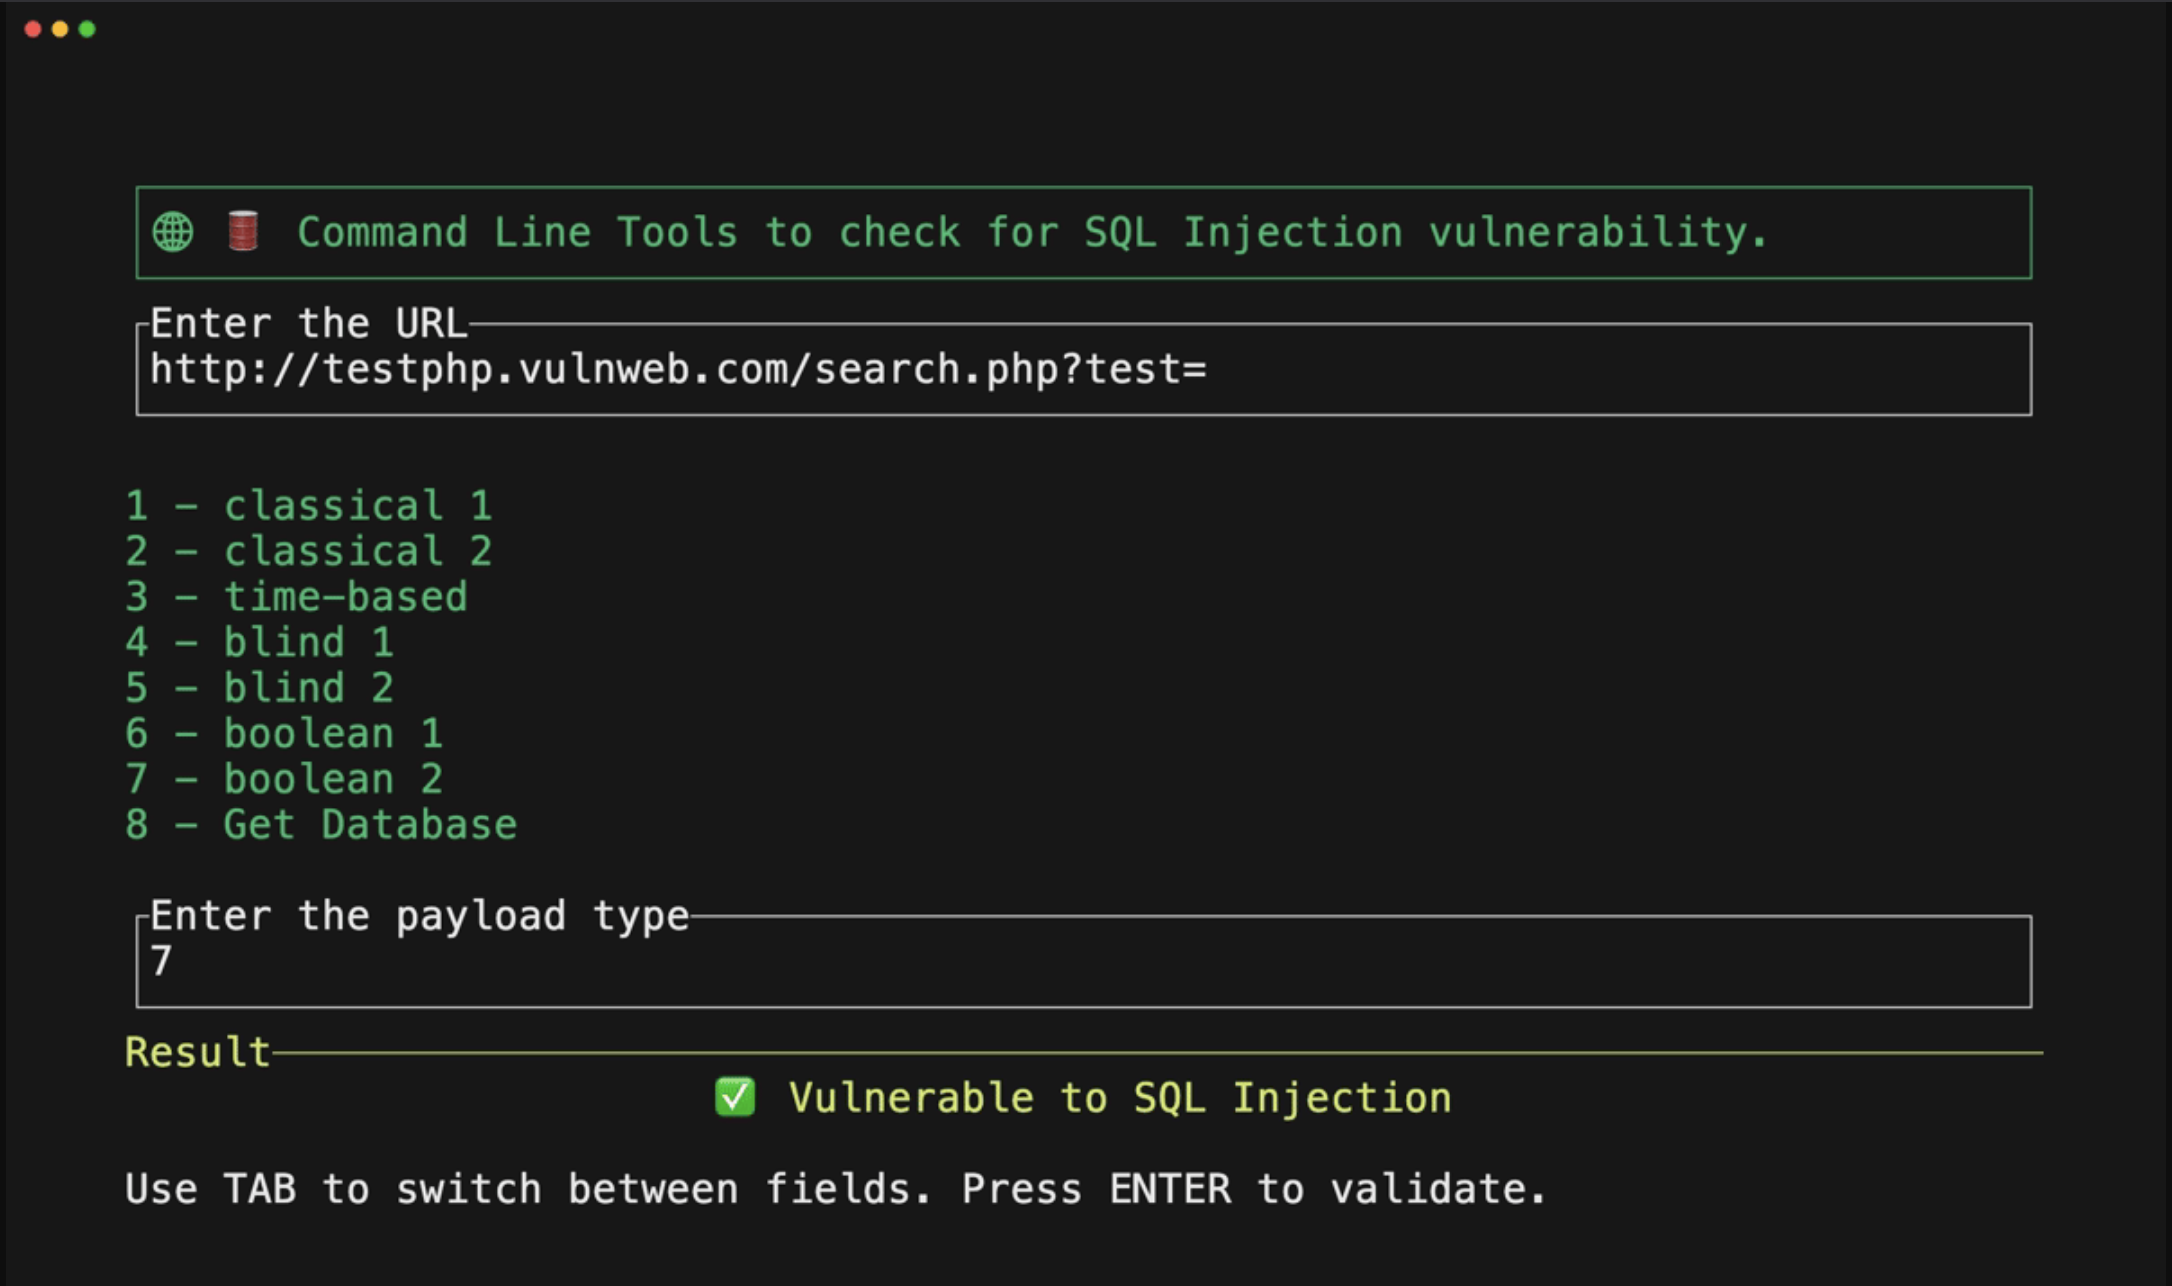 🌐 🛢️ Command Line Tools to check for SQL Injection vulnerability.
Enter the URL
http://testphp.vulnweb.com/search.php?test=
1 - classical 1
2 - classical 2
3 - time-based
4 - blind 1
5 - blind 2
6 - boolean 1
7 - boolean 2
8 - Get Database
Enter the payload type
7
Result
✅ Vulnerable to SQL Injection
Use TAB to switch between fields. Press ENTER to validate.